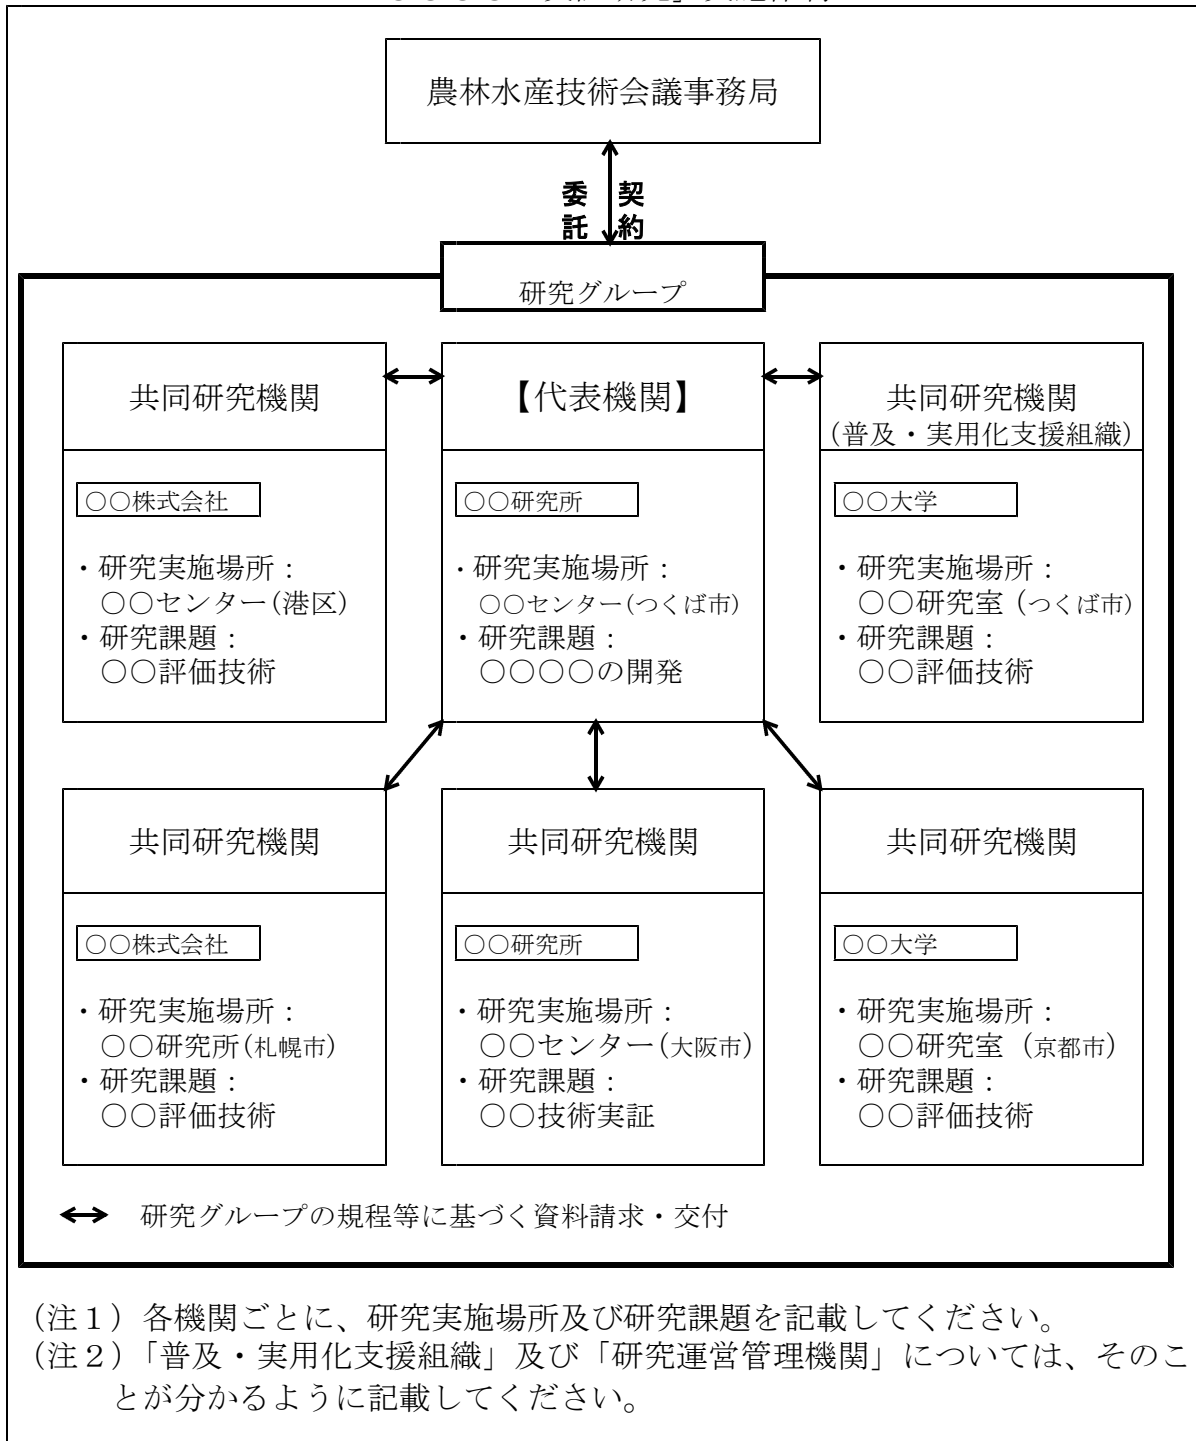 農林水産技術会議事務局
委 契
託 約
研究グループ
共同研究機関
【代表機関】
共同研究機関
(普及・実用化支援組織)
○○株式会社
・研究実施場所：
○○センター(港区)
・研究課題：
○○評価技術
○○研究所
・研究実施場所：
○○センター(つくば市)
・研究課題：
○○○○の開発
○○大学
・研究実施場所：
○○研究室(つくば市)
・研究課題：
○○評価技術
共同研究機関
○○株式会社
・研究実施場所：
○○研究所(札幌市)
・研究課題：
○○評価技術
共同研究機関
○○研究所
・研究実施場所：
○○センター(大阪市)
・研究課題：
○○技術実証
共同研究機関
○○大学
・研究実施場所：
○○研究室（京都市)
・研究課題：
○○評価技術
研究グループの規程等に基づく資料請求・交付
（注１）各機関ごとに、研究実施場所及び研究課題を記載してください。
（注２）「普及・実用化支援組織」及び「研究運営管理機関」については、そのこ
とが分かるように記載してください。